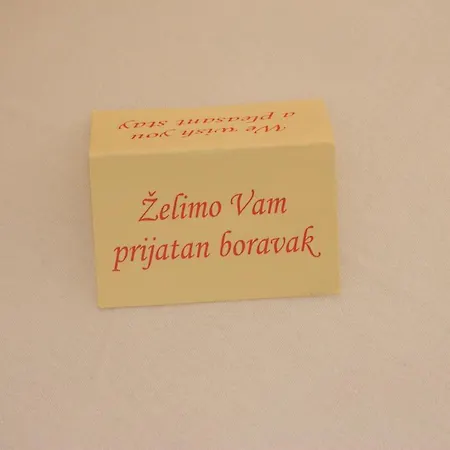 We wish you
a pleasant stay
Želimo Vam
prijatan boravak